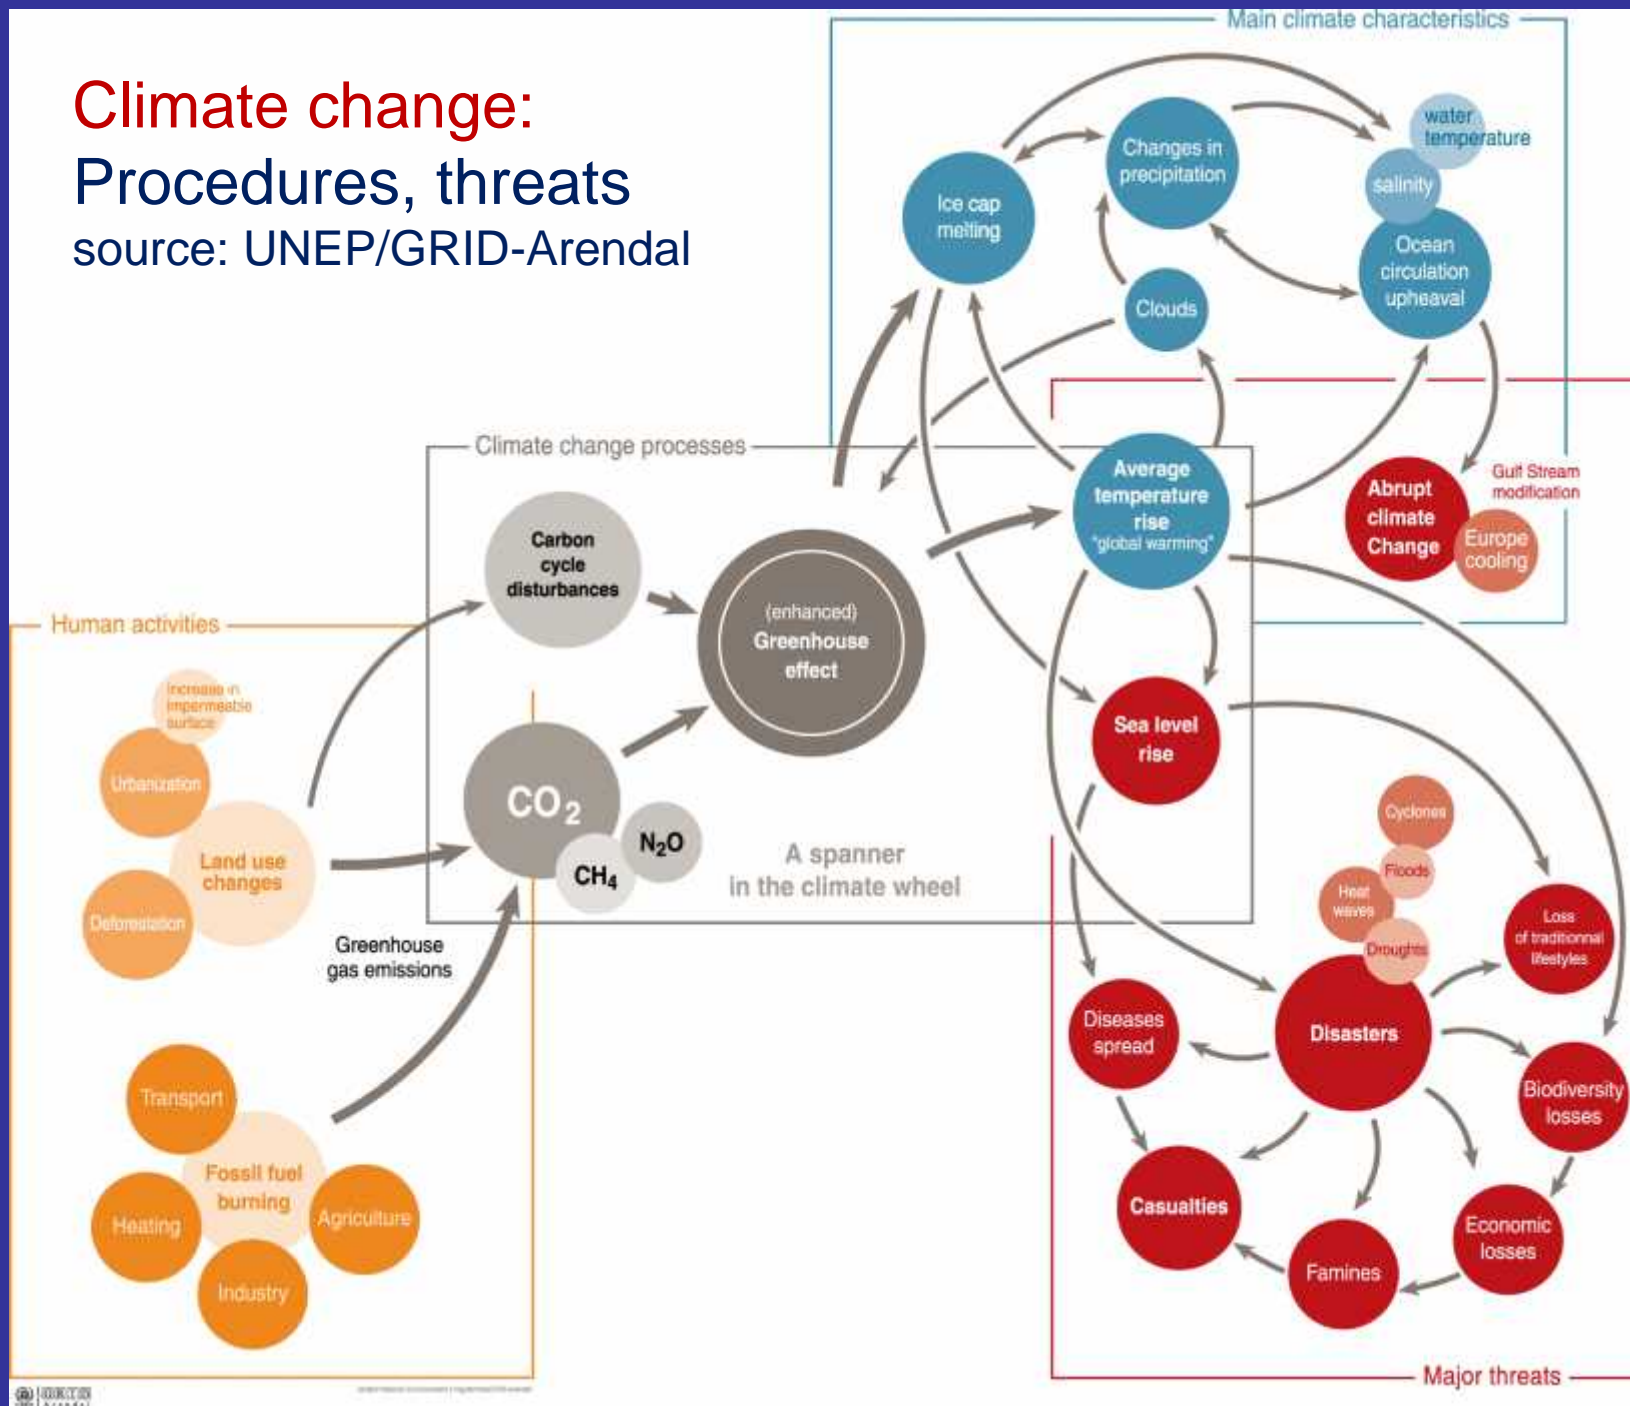 Climate change:
Procedures, threats
source: UNEP/GRID-Arendal
Main climate characteristics
water
temperature
salinity
Changes in
precipitation
Ice cap
melting
Ocean
circulation
upheaval
Clouds
Climate change processes
Average
temperature
rise
"global warming"
Abrupt
climate
Change
Gulf Stream
modification
Europe
cooling
Carbon
cycle
disturbances
(enhanced)
Greenhouse
effect
Human activities
Increase in
impermeable
surface
Urbanization
Land use
changes
Deforestation
CO2
CH4
N2O
A spanner
in the climate wheel
Sea level
rise
Greenhouse
gas emissions
Cyclones
Floods
Heat
waves
Droughts
Loss
of traditionnal
lifestyles
Disasters
Diseases
spread
Biodiversity
losses
Transport
Fossil fuel
burning
Heating
Agriculture
Industry
Casualties
Economic
losses
Famines
Major threats